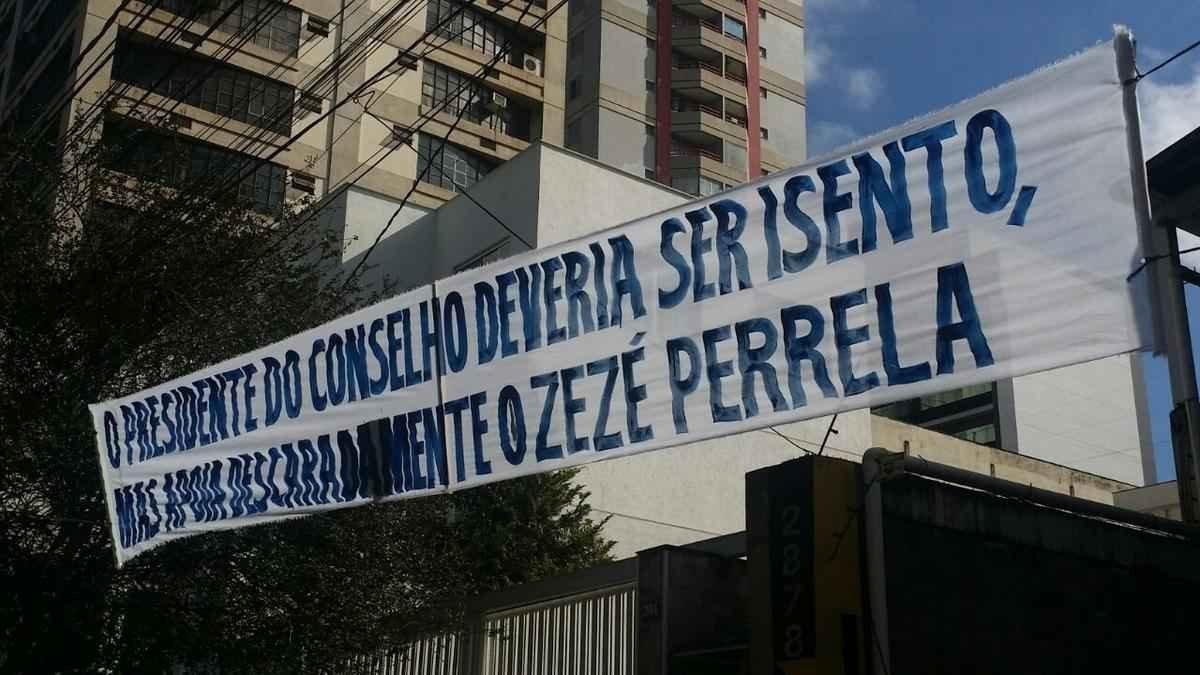 O PRESIDENTE DO CONSELHO DEVERIA SER ISENTO,
MAS APOIA DESCARADAMENTE O ZEZÉ PERRELA
2878